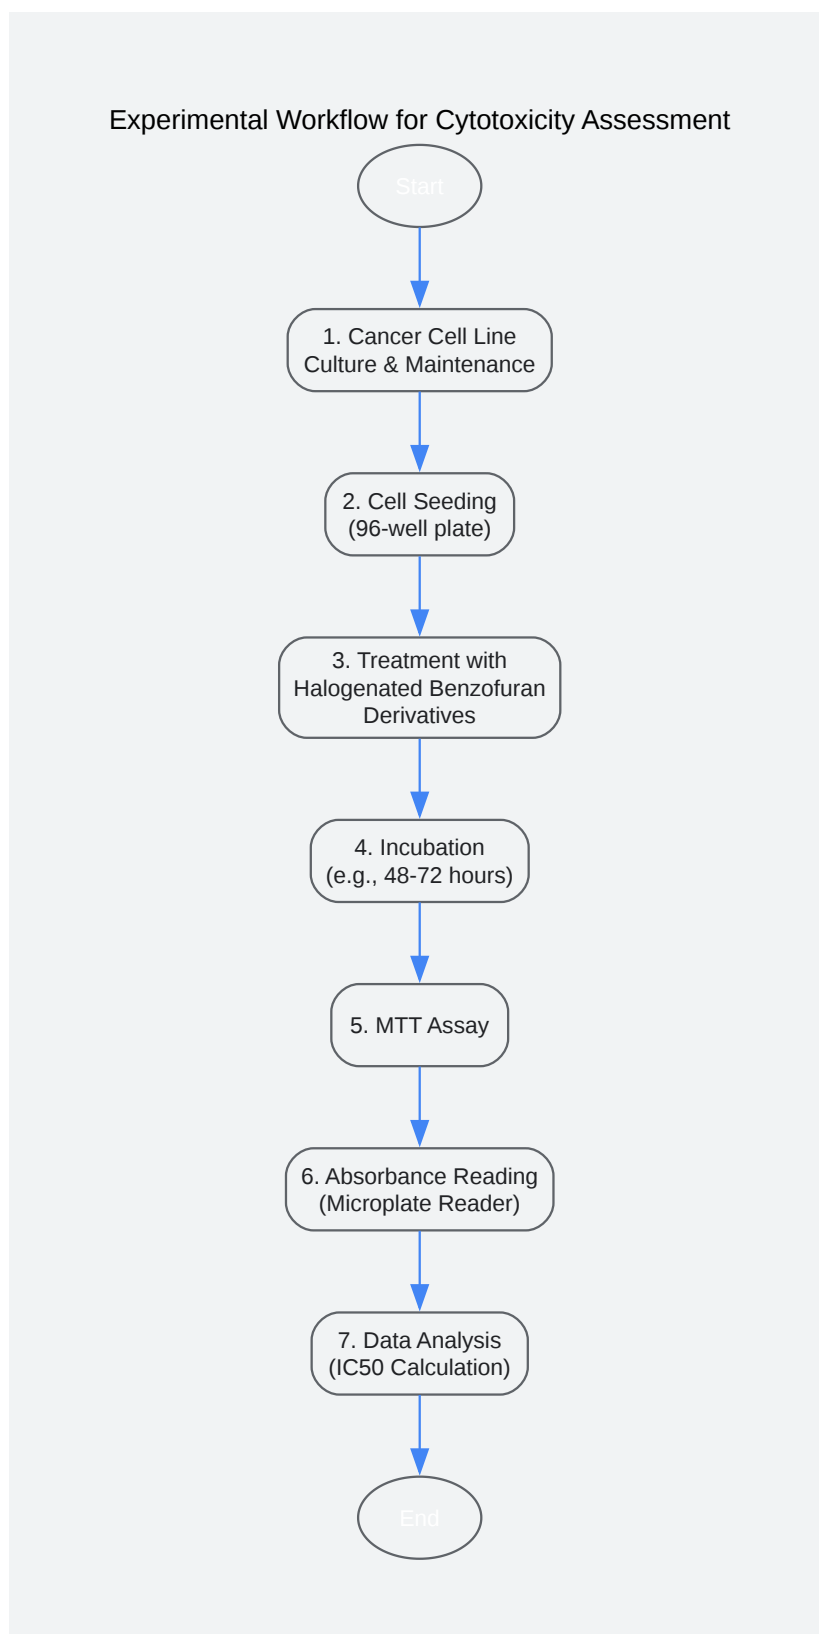 Experimental Workflow for Cytotoxicity Assessment
Start
1. Cancer Cell Line
Culture & Maintenance
2. Cell Seeding
(96-well plate)
3. Treatment with
Halogenated Benzofuran
Derivatives
4. Incubation
(e.g., 48-72 hours)
5. MTT Assay
6. Absorbance Reading
(Microplate Reader)
7. Data Analysis
(IC50 Calculation)
End